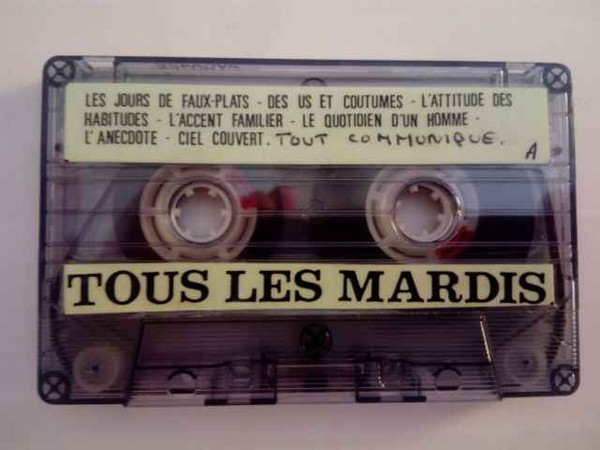 LES JOURS DE FAUX-PLATS - DES US ET COUTUMES - L'ATTITUDE DES
HABITUDES - L'ACCENT FAMILIER - LE QUOTIDIEN D'UN HOMME -
L'ANECDOTE - CIEL COUVERT. TOUT COMMUNIQUE.
A
TOUS LES MARDIS.